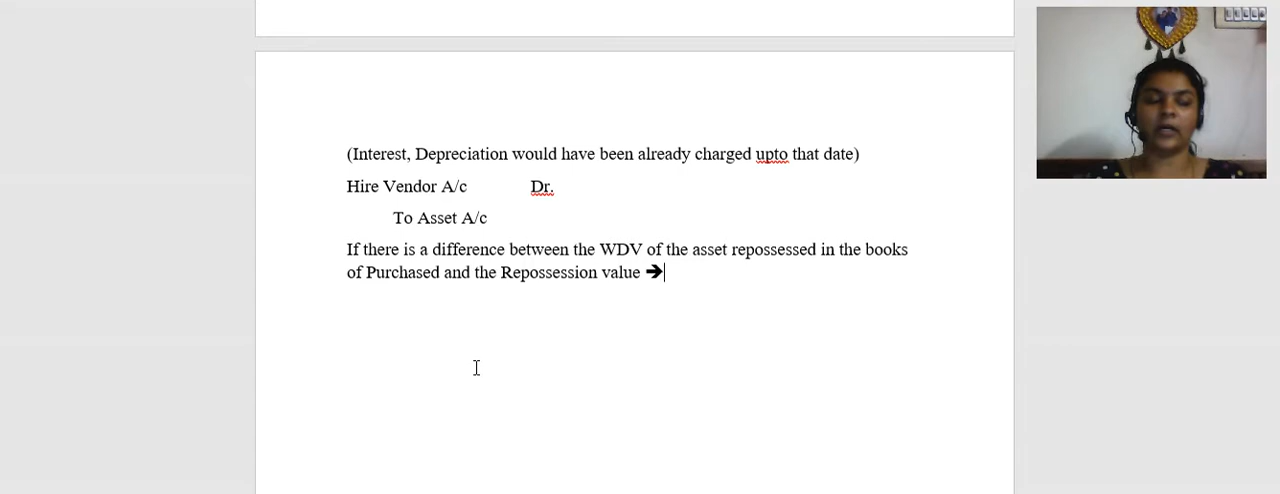 (Interest, Depreciation would have been already charged upto that date)
Hire Vendor A/c Dr.
To Asset A/c
If there is a difference between the WDV of the asset repossessed in the books
of Purchased and the Repossession value ➔